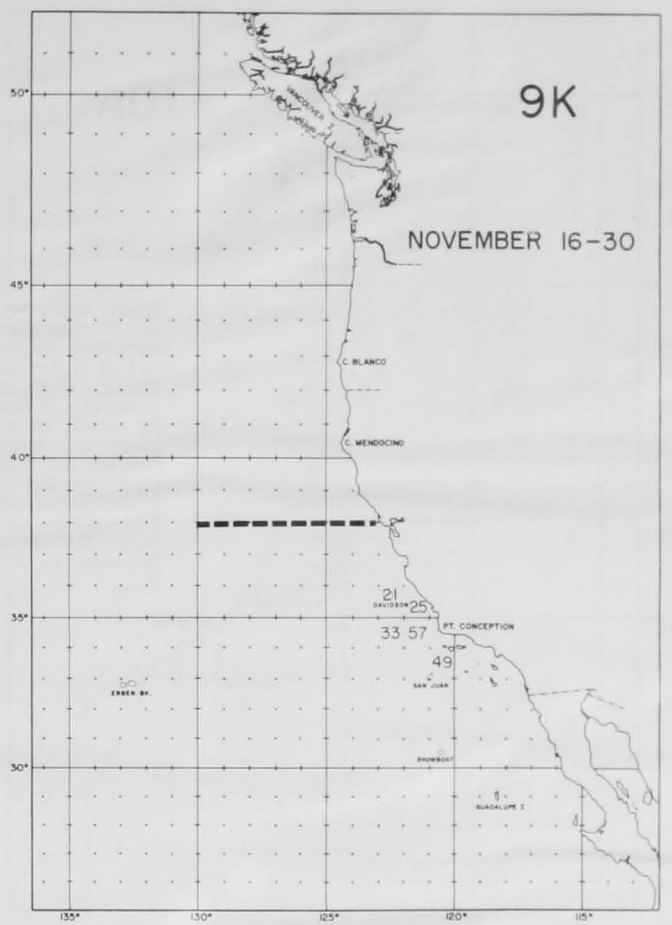 9K
50°
VANCOUVER I.
NOVEMBER 16-30
45°
C. BLANCO
C. MENDOCINO
40°
21
DAVIDSON
25
35°
PT. CONCEPTION
33 57
49
SAN JUAN
ERBEN BK.
SHOWBOAT
30°
GUADALUPE I.
135°
130°
125°
120°
115°